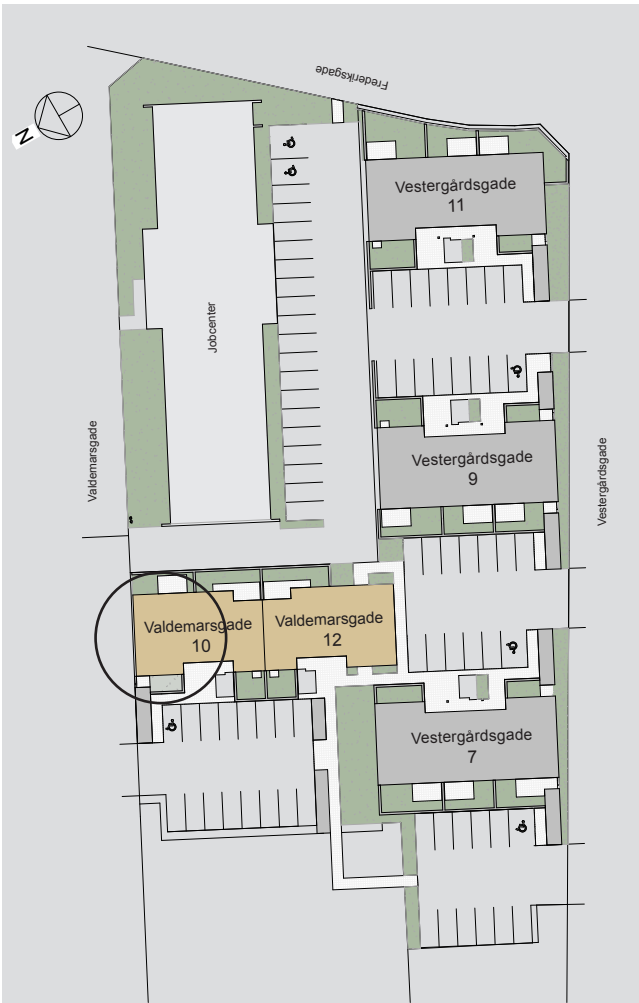 Frederiksgade
N
Vestergårdsgade
11
Jobcenter
Valdemarsgade
Vestergårdsgade
9
Vestergårdsgade
Valdemarsgade
10
Valdemarsgade
12
Vestergårdsgade
7